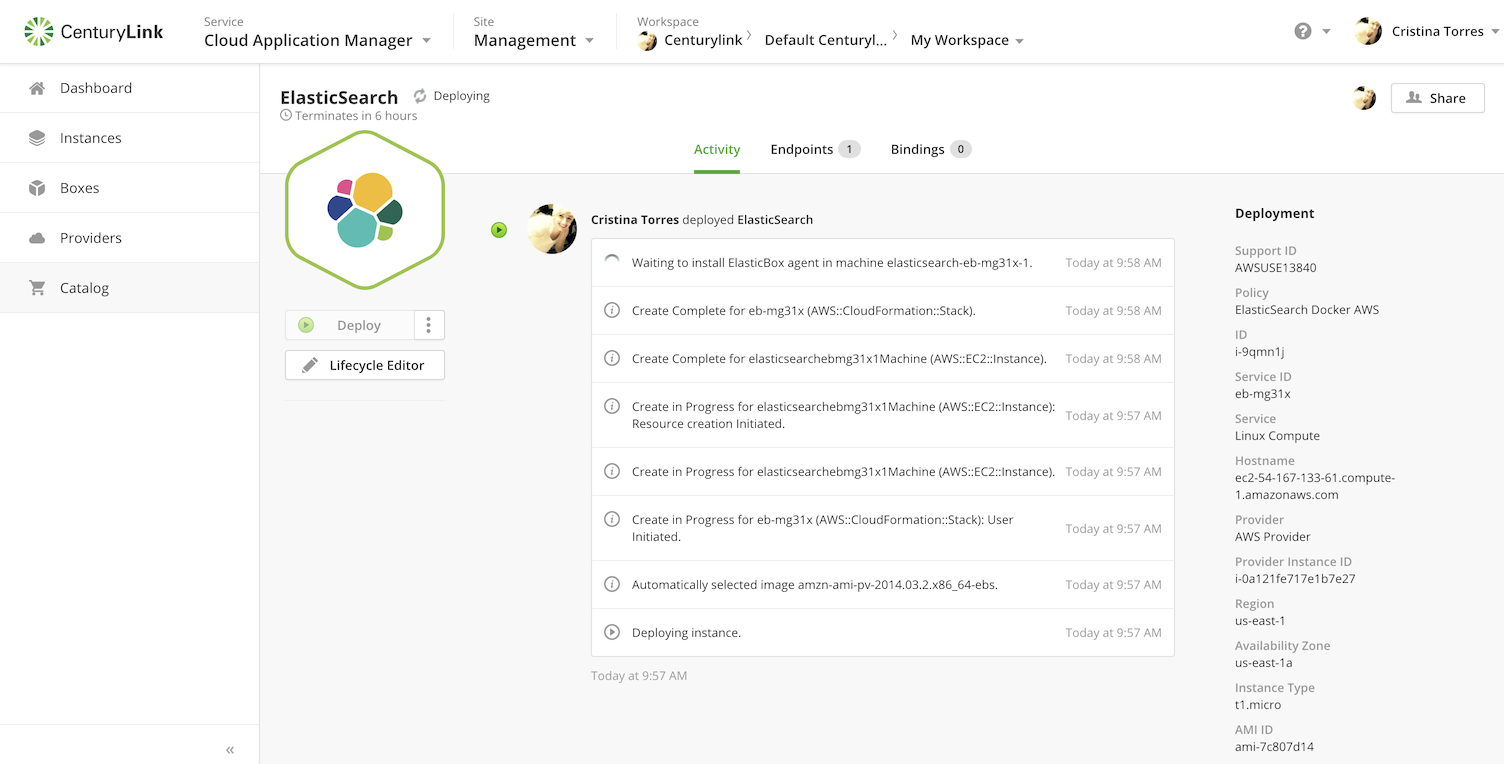 CenturyLink
Service
Cloud Application Manager
Site
Management
Workspace
Centurylink
Default Centuryl...
My Workspace
?
Cristina Torres
Dashboard
Instances
Boxes
Providers
Catalog
«
ElasticSearch
Deploying
Terminates in 6 hours
Share
Activity
Endpoints 1
Bindings 0
Deploy
Lifecycle Editor
Cristina Torres deployed ElasticSearch
Waiting to install ElasticBox agent in machine elasticsearch-eb-mg31x-1. Today at 9:58 AM
Create Complete for eb-mg31x (AWS::CloudFormation::Stack). Today at 9:58 AM
Create Complete for elasticsearchebmg31x1Machine (AWS::EC2::Instance). Today at 9:58 AM
Create in Progress for elasticsearchebmg31x1Machine (AWS::EC2::Instance):
Resource creation Initiated.
Today at 9:57 AM
Create in Progress for elasticsearchebmg31x1Machine (AWS::EC2::Instance). Today at 9:57 AM
Create in Progress for eb-mg31x (AWS::CloudFormation::Stack): User
Initiated.
Today at 9:57 AM
Automatically selected image amzn-ami-pv-2014.03.2.x86_64-ebs. Today at 9:57 AM
Deploying instance. Today at 9:57 AM
Today at 9:57 AM
Deployment
Support ID
AWSUSE13840
Policy
ElasticSearch Docker AWS
ID
i-9qmn1j
Service ID
eb-mg31x
Service
Linux Compute
Hostname
ec2-54-167-133-61.compute-
1.amazonaws.com
Provider
AWS Provider
Provider Instance ID
i-0a121fe717e1b7e27
Region
us-east-1
Availability Zone
us-east-1a
Instance Type
t1.micro
AMI ID
ami-7c807d14